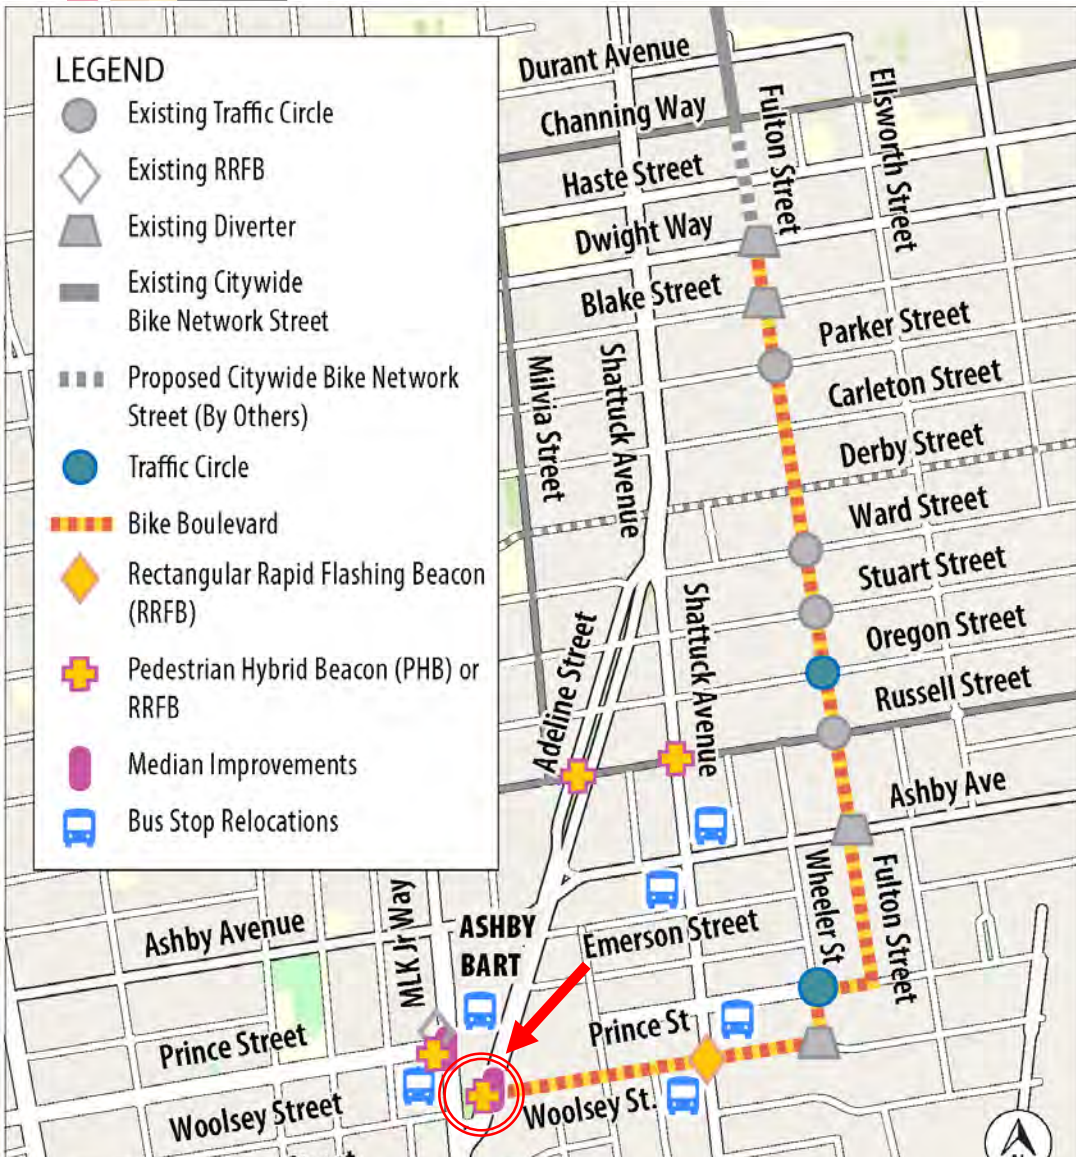 LEGEND
Existing Traffic Circle
Existing RRFB
Existing Diverter
Existing Citywide
Bike Network Street
Proposed Citywide Bike Network
Street (By Others)
Traffic Circle
Bike Boulevard
Rectangular Rapid Flashing Beacon
(RRFB)
Pedestrian Hybrid Beacon (PHB) or
RRFB
Median Improvements
Bus Stop Relocations
Durant Avenue
Channing Way
Haste Street
Dwight Way
Blake Street
Fulton Street
Ellsworth Street
Parker Street
Carleton Street
Derby Street
Ward Street
Stuart Street
Oregon Street
Russell Street
Milvia Street
Shattuck Avenue
Adeline Street
Shattuck Avenue
Ashby Ave
Wheeler St
Fulton Street
Ashby Avenue
MLK Jr Way
ASHBY
BART
Emerson Street
Prince Street
Prince St
Woolsey Street
Woolsey St.